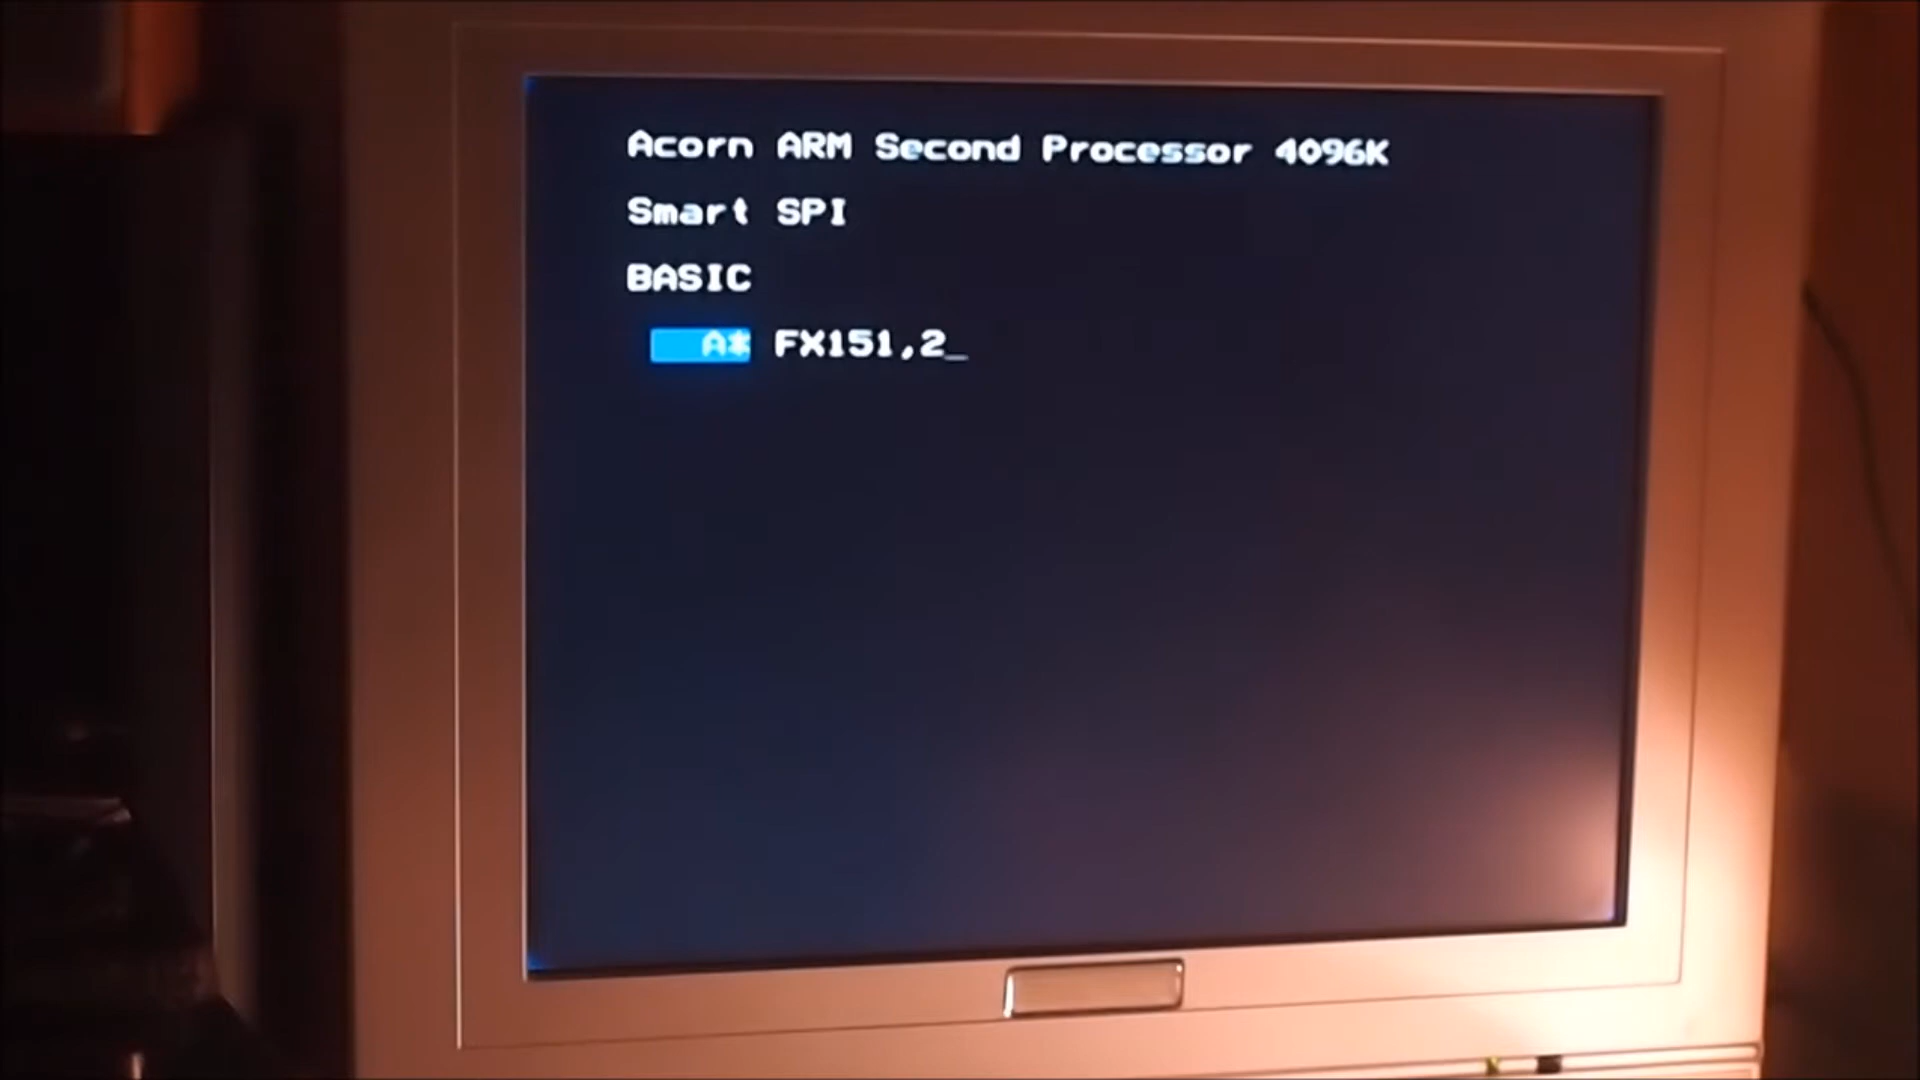 Acorn ARM Second Processor 4096K
Smart SPI
BASIC
A* FX151,2_